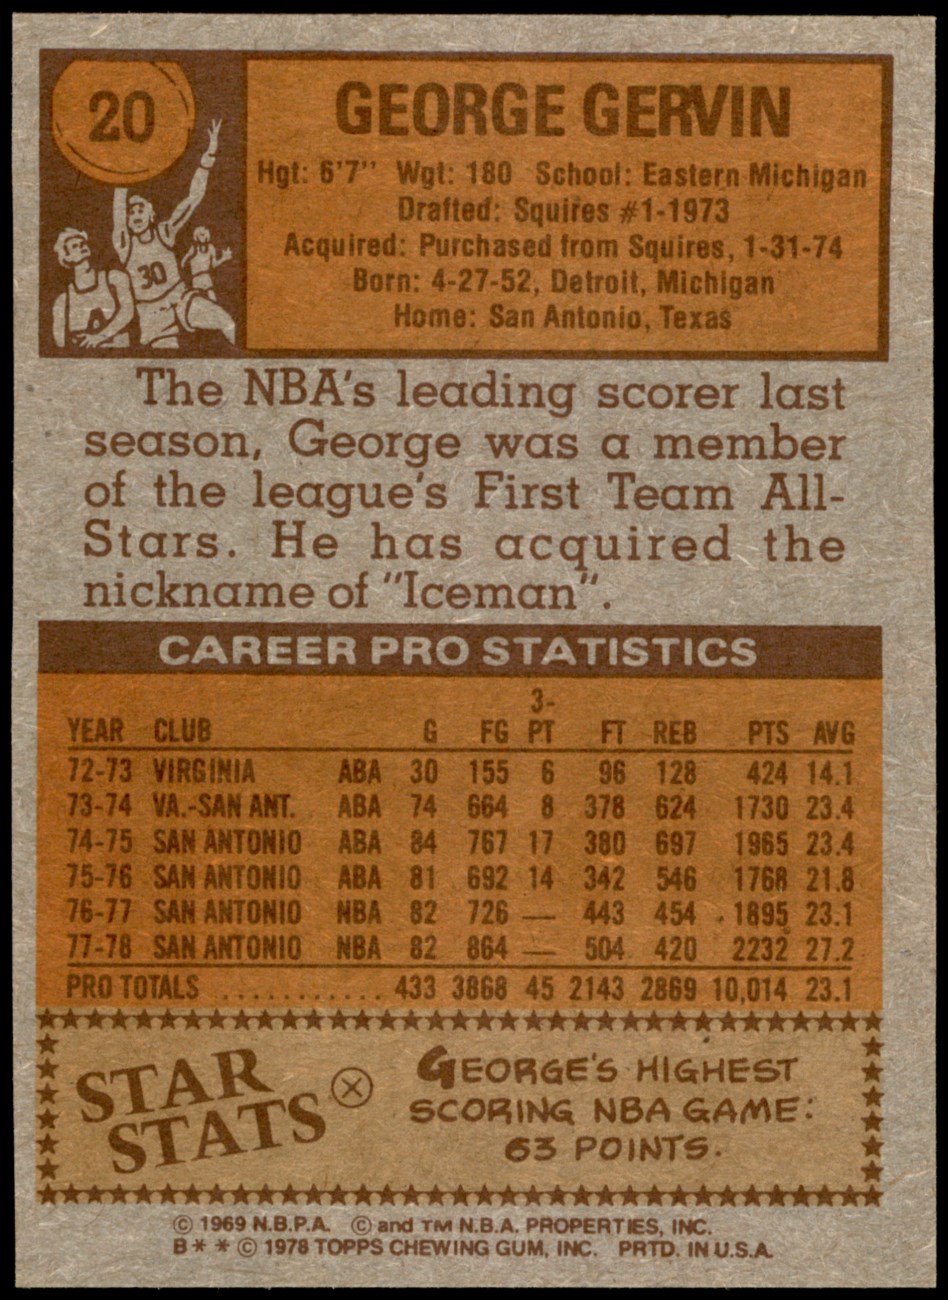 20
GEORGE GERVIN
Hgt: 6'7" Wgt: 180 School: Eastern Michigan
Drafted: Squires #1-1973
Acquired: Purchased from Squires, 1-31-74
Born: 4-27-52, Detroit, Michigan
Home: San Antonio, Texas
30
A
The NBA's leading scorer last
season, George was a member
of the league's First Team All-
Stars. He has acquired the
nickname of "Iceman".
CAREER PRO STATISTICS
YEAR CLUB G FG 3-PT FT REB PTS AVG
72-73 VIRGINIA ABA 30 155 6 96 128 424 14.1
73-74 VA.-SAN ANT. ABA 74 664 8 378 624 1730 23.4
74-75 SAN ANTONIO ABA 84 767 17 380 697 1965 23.4
75-76 SAN ANTONIO ABA 81 692 14 342 546 1768 21.8
76-77 SAN ANTONIO NBA 82 726 — 443 454 1895 23.1
77-78 SAN ANTONIO NBA 82 864 — 504 420 2232 27.2
PRO TOTALS ........... 433 3868 45 2143 2869 10,014 23.1
STAR
STATS
GEORGE'S HIGHEST
SCORING NBA GAME:
63 POINTS.
© 1969 N.B.P.A. © and TM N.B.A. PROPERTIES, INC.
B* * © 1978 TOPPS CHEWING GUM, INC. PRTD. IN U.S.A.